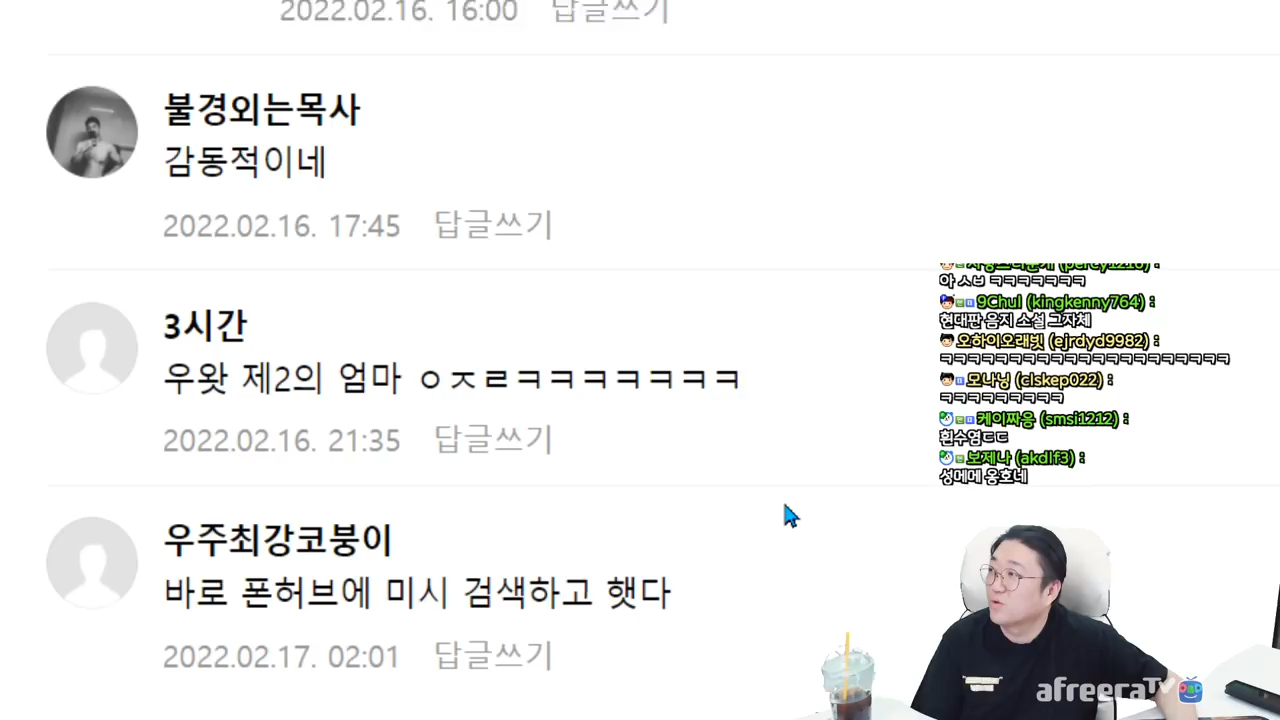 2022.02.16. 16:00 답글쓰기
불경외는목사
감동적이네
2022.02.16. 17:45 답글쓰기
3시간
우왓 제2의 엄마 ㅇㅈㄹㅋㅋㅋㅋㅋㅋㅋ
2022.02.16. 21:35 답글쓰기
우주최강코붕이
바로 폰허브에 미시 검색하고 햇다
2022.02.17. 02:01 답글쓰기
(percy1216) :
아 ㅅㅂ ㅋㅋㅋㅋㅋㅋㅋ
9Chul (kingkenny764) :
현대판 음지 소설 그자체
오하이오래빗 (ejrdyd9982) :
ㅋㅋㅋㅋㅋㅋㅋㅋㅋㅋㅋㅋㅋㅋㅋㅋㅋㅋㅋㅋㅋ
모나닝 (clskep022) :
ㅋㅋㅋㅋㅋㅋㅋㅋㅋ
케이짜응 (smsi1212) :
흰수염ㄷㄷ
보제나 (akdlf3) :
성에에 옹호네
afreecaTV